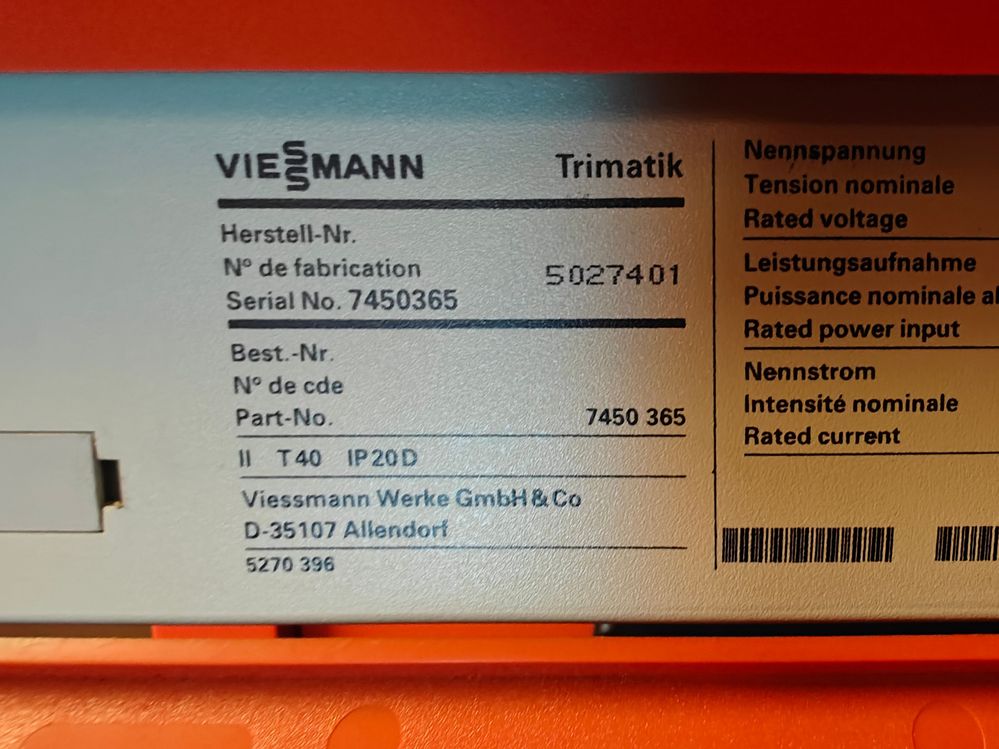 VIESSMANN Trimatik
Herstell-Nr.
N° de fabrication 5027401
Serial No. 7450365
Best.-Nr.
N° de cde
Part-No. 7450 365
II T40 IP20D
Viessmann Werke GmbH & Co
D-35107 Allendorf
5270 396
Nennspannung
Tension nominale
Rated voltage
Leistungsaufnahme
Puissance nominale
Rated power input
Nennstrom
Intensité nominale
Rated current